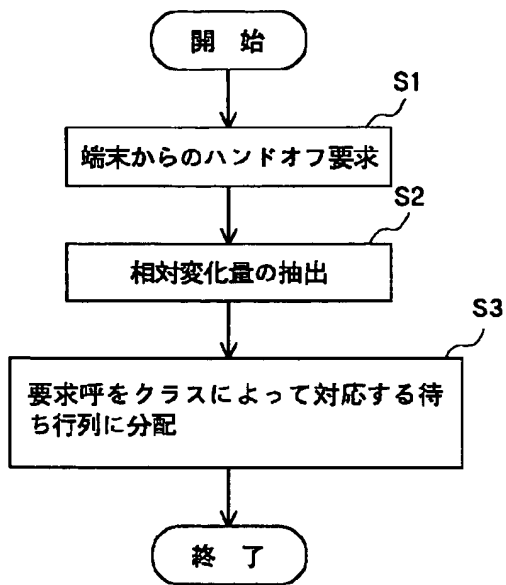 開 始
S1
端末からのハンドオフ要求
S2
相対変化量の抽出
S3
要求呼をクラスによって対応する待
ち行列に分配
終 了